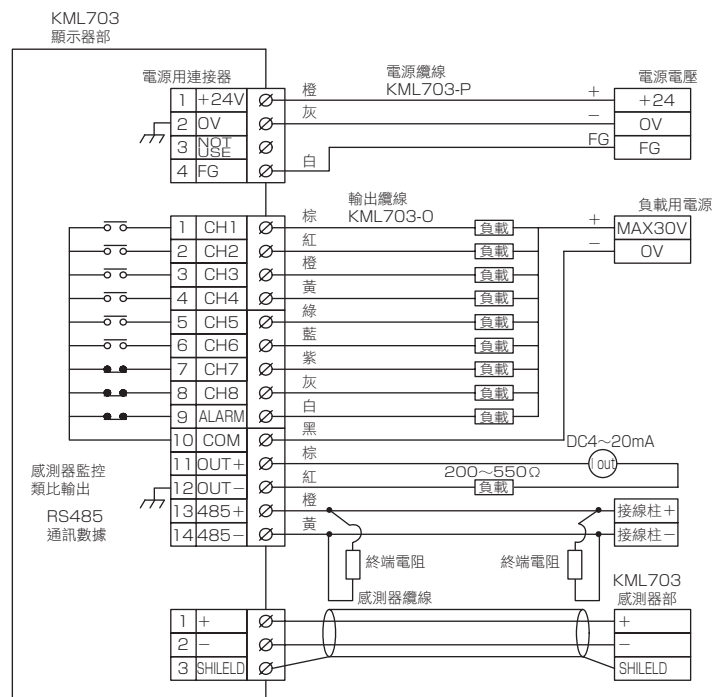 KML703
顯示器部
電源用連接器
電源纜線
KML703-P
電源電壓
1 +24V 橙 + +24
2 0V 灰 − 0V
3 NOT USE
4 FG 白 FG FG
輸出纜線
KML703-O
負載用電源
1 CH1 棕 負載 + MAX30V
2 CH2 紅 負載 − 0V
3 CH3 橙 負載
4 CH4 黃 負載
5 CH5 綠 負載
6 CH6 藍 負載
7 CH7 紫 負載
8 CH8 灰 負載
9 ALARM 白 負載
10 COM 黑
DC4～20mA
11 OUT+ 棕 I out
12 OUT− 紅 200～550Ω 負載
13 485+ 橙 接線柱+
14 485− 黃 接線柱−
感測器監控
類比輸出
RS485
通訊數據
終端電阻 終端電阻
感測器纜線
KML703
感測器部
1 + +
2 − −
3 SHILELD SHILELD